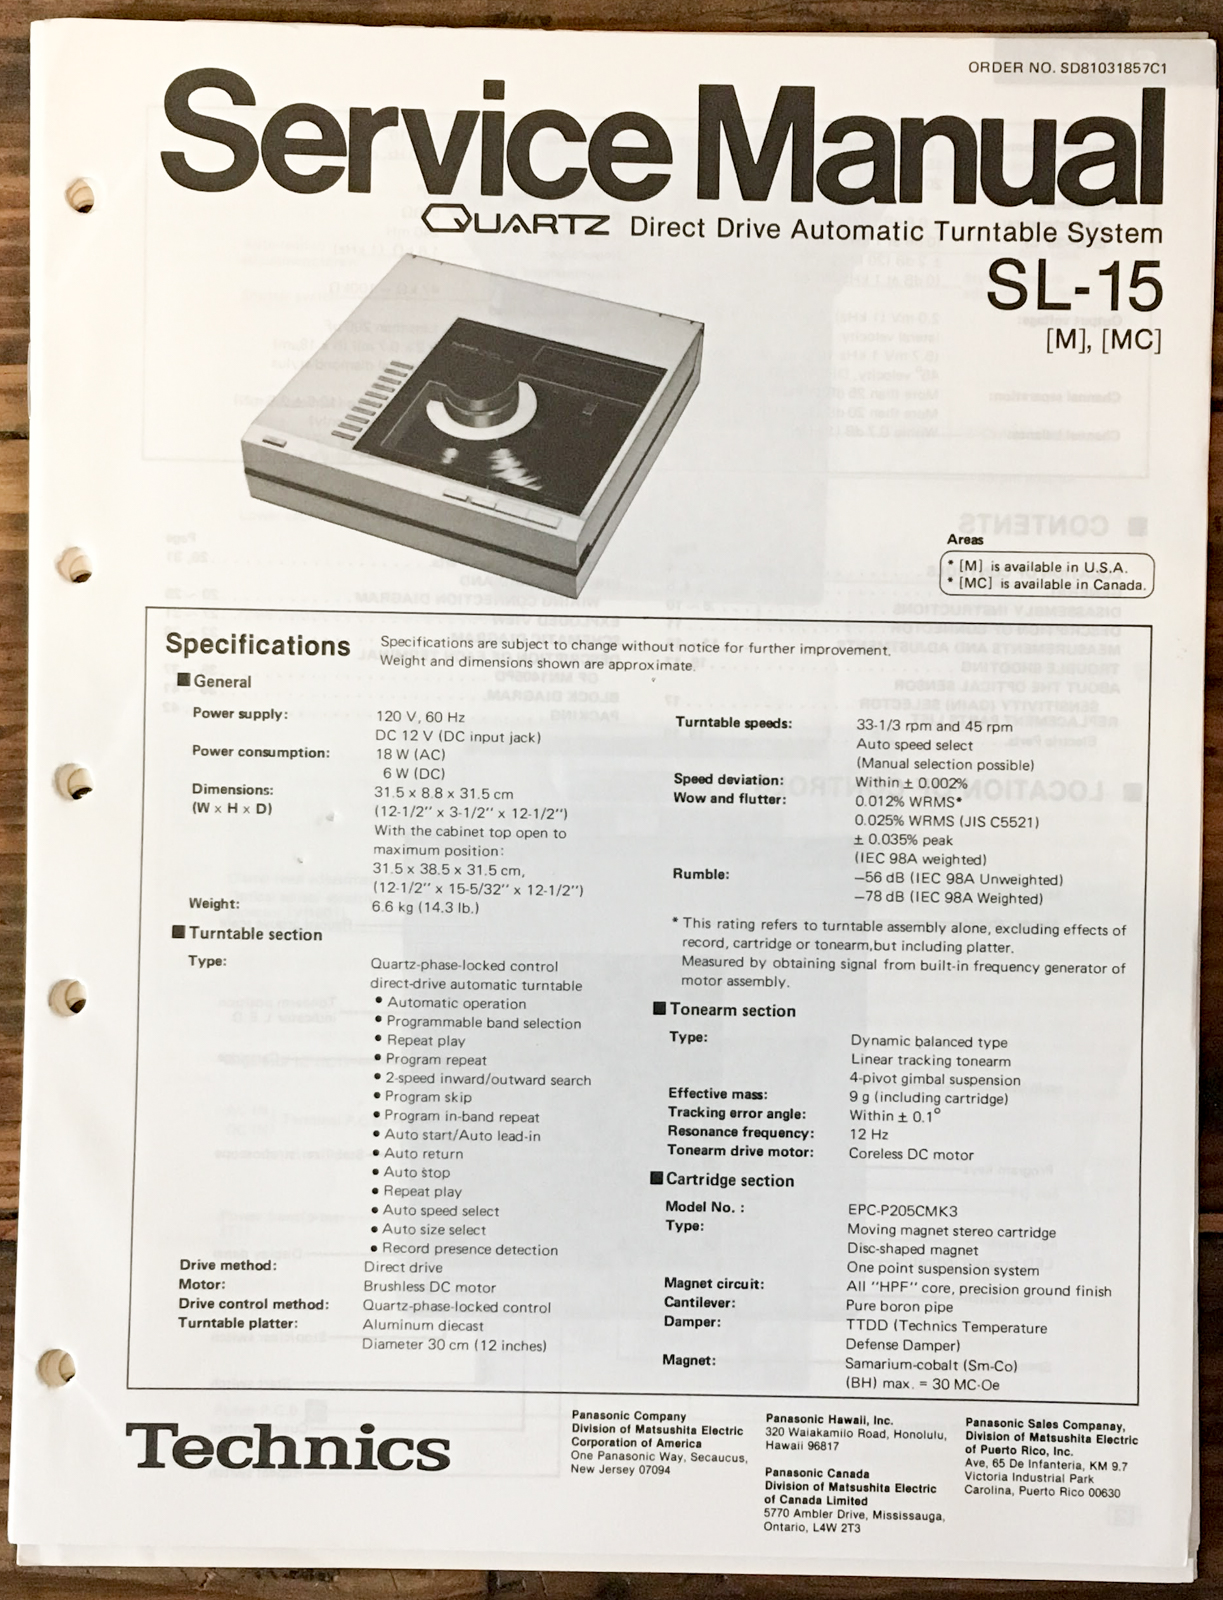 ORDER NO. SD81031857C1
Service Manual
QUARTZ Direct Drive Automatic Turntable System
SL-15
[M], [MC]
Areas
* [M] is available in U.S.A.
* [MC] is available in Canada.
Specifications
Specifications are subject to change without notice for further improvement.
Weight and dimensions shown are approximate.
■ General
Power supply: 120 V, 60 Hz
DC 12 V (DC input jack)
Power consumption: 18 W (AC)
6 W (DC)
Dimensions: 31.5 x 8.8 x 31.5 cm
(W x H x D) (12-1/2" x 3-1/2" x 12-1/2")
With the cabinet top open to
maximum position:
31.5 x 38.5 x 31.5 cm,
(12-1/2" x 15-5/32" x 12-1/2")
Weight: 6.6 kg (14.3 lb.)
■ Turntable section
Type: Quartz-phase-locked control
direct-drive automatic turntable
• Automatic operation
• Programmable band selection
• Repeat play
• Program repeat
• 2-speed inward/outward search
• Program skip
• Program in-band repeat
• Auto start/Auto lead-in
• Auto return
• Auto stop
• Repeat play
• Auto speed select
• Auto size select
• Record presence detection
Drive method: Direct drive
Motor: Brushless DC motor
Drive control method: Quartz-phase-locked control
Turntable platter: Aluminum diecast
Diameter 30 cm (12 inches)
Turntable speeds: 33-1/3 rpm and 45 rpm
Auto speed select
(Manual selection possible)
Speed deviation: Within ± 0.002%
Wow and flutter: 0.012% WRMS*
0.025% WRMS (JIS C5521)
± 0.035% peak
(IEC 98A weighted)
Rumble: −56 dB (IEC 98A Unweighted)
−78 dB (IEC 98A Weighted)
* This rating refers to turntable assembly alone, excluding effects of
record, cartridge or tonearm,but including platter.
Measured by obtaining signal from built-in frequency generator of
motor assembly.
■ Tonearm section
Type: Dynamic balanced type
Linear tracking tonearm
4-pivot gimbal suspension
Effective mass: 9 g (including cartridge)
Tracking error angle: Within ± 0.1°
Resonance frequency: 12 Hz
Tonearm drive motor: Coreless DC motor
■ Cartridge section
Model No. : EPC-P205CMK3
Type: Moving magnet stereo cartridge
Disc-shaped magnet
One point suspension system
Magnet circuit: All "HPF" core, precision ground finish
Cantilever: Pure boron pipe
Damper: TTDD (Technics Temperature
Defense Damper)
Magnet: Samarium-cobalt (Sm-Co)
(BH) max. = 30 MC·Oe
Technics
Panasonic Company
Division of Matsushita Electric
Corporation of America
One Panasonic Way, Secaucus,
New Jersey 07094
Panasonic Hawaii, Inc.
320 Waiakamilo Road, Honolulu,
Hawaii 96817
Panasonic Canada
Division of Matsushita Electric
of Canada Limited
5770 Ambler Drive, Mississauga,
Ontario, L4W 2T3
Panasonic Sales Companay,
Division of Matsushita Electric
of Puerto Rico, Inc.
Ave, 65 De Infanteria, KM 9.7
Victoria Industrial Park
Carolina, Puerto Rico 00630